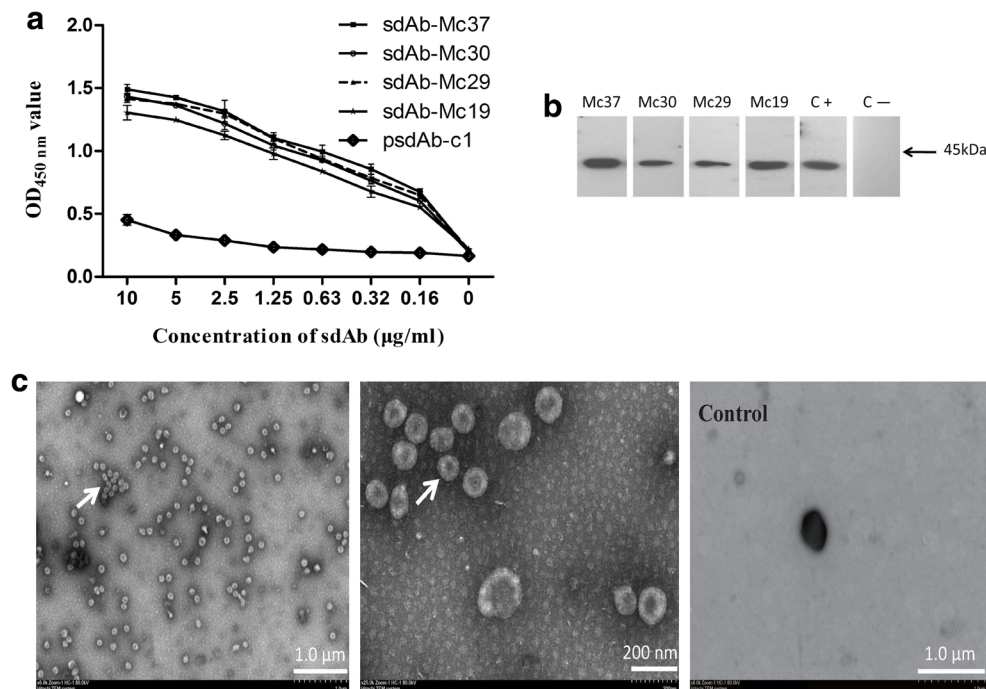 a
sdAb-Mc37
sdAb-Mc30
sdAb-Mc29
sdAb-Mc19
psdAb-c1
2.0
1.5
1.0
0.5
0.0
OD450 nm value
10 5 2.5 1.25 0.63 0.32 0.16 0
Concentration of sdAb (µg/ml)
b
Mc37 Mc30 Mc29 Mc19 C + C —
45kDa
c
1.0 µm
200 nm
Control
1.0 µm